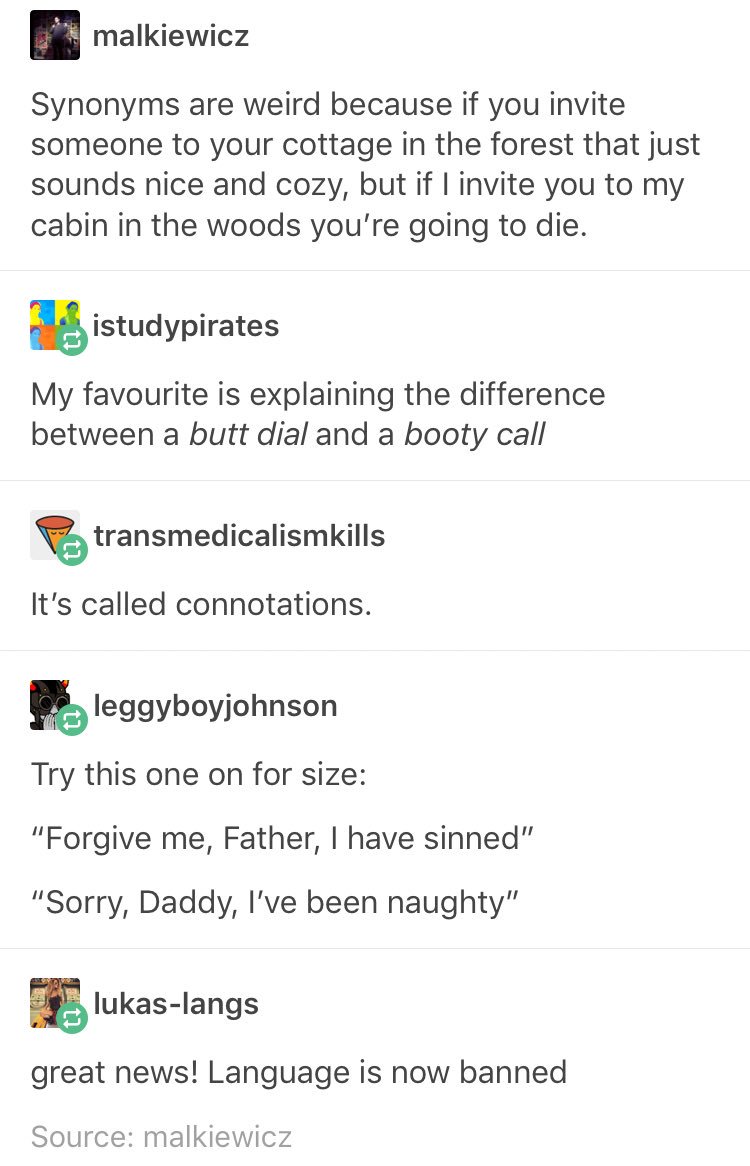 malkiewicz
Synonyms are weird because if you invite
someone to your cottage in the forest that just
sounds nice and cozy, but if I invite you to my
cabin in the woods you’re going to die.
istudypirates
My favourite is explaining the difference
between a butt dial and a booty call
transmedicalismkills
It’s called connotations.
leggyboyjohnson
Try this one on for size:
“Forgive me, Father, I have sinned”
“Sorry, Daddy, I’ve been naughty”
lukas-langs
great news! Language is now banned
Source: malkiewicz